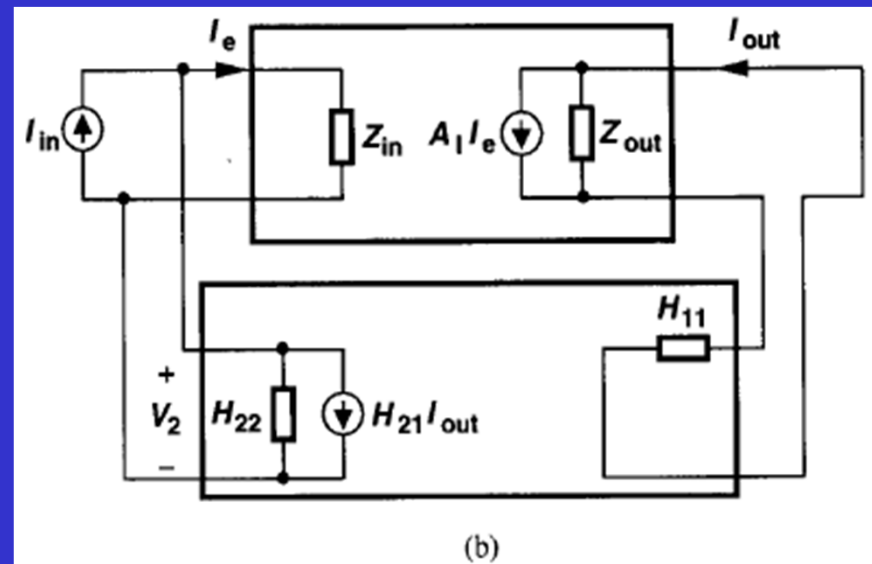 I_e
I_out
I_in
Z_in
A_I I_e
Z_out
H_11
+
V_2
–
H_22
H_21 I_out
(b)